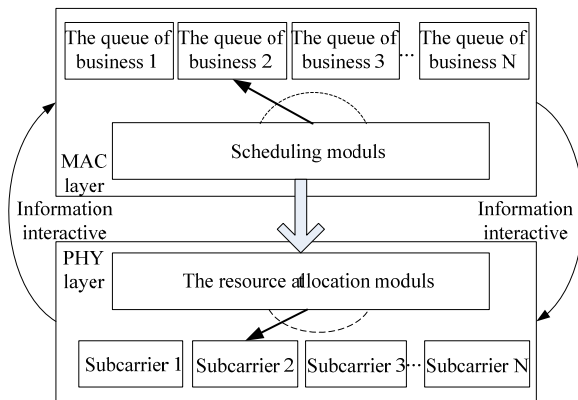 The queue of business 1
The queue of business 2
The queue of business 3
...
The queue of business N
Scheduling moduls
MAC layer
Information interactive
Information interactive
PHY layer
The resource atllocation moduls
Subcarrier 1
Subcarrier 2
Subcarrier 3
...
Subcarrier N